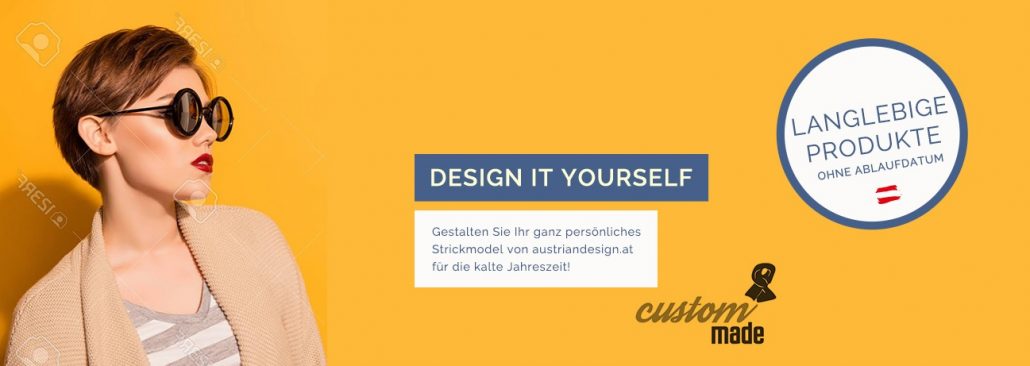 DESIGN IT YOURSELF
Gestalten Sie Ihr ganz persönliches
Strickmodel von austriandesign.at
für die kalte Jahreszeit!
custom
made
LANGLEBIGE
PRODUKTE
OHNE ABLAUFDATUM